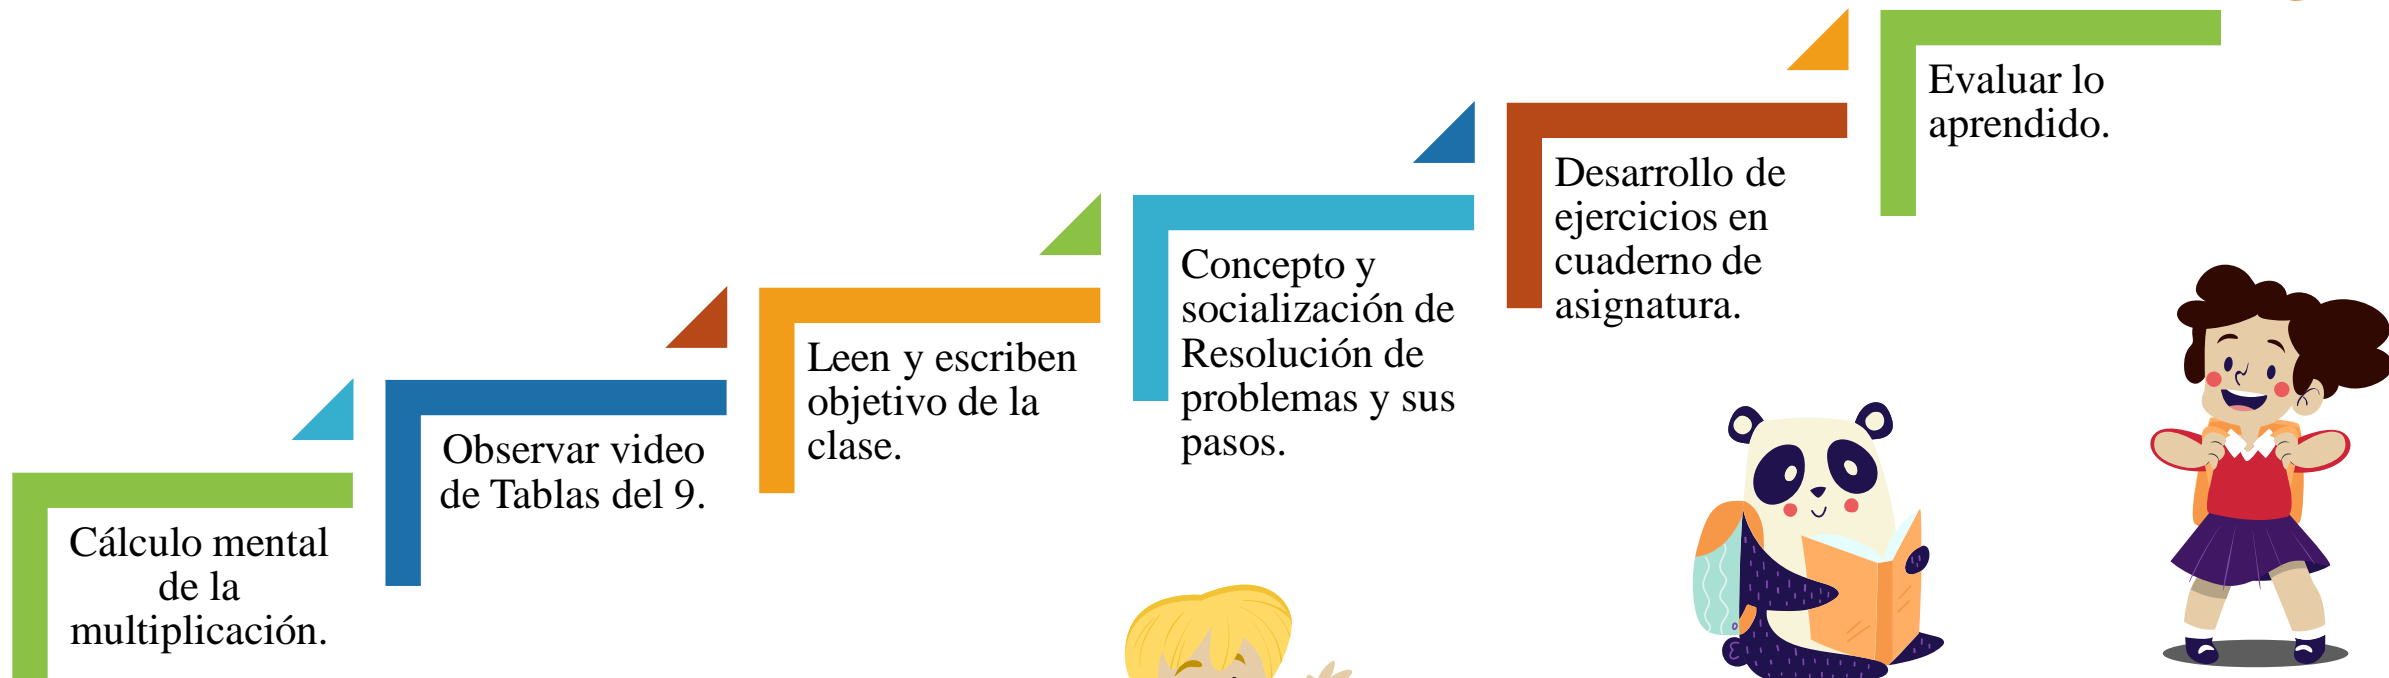 Cálculo mental
de la
multiplicación.
Observar video
de Tablas del 9.
Leen y escriben
objetivo de la
clase.
Concepto y
socialización de
Resolución de
problemas y sus
pasos.
Desarrollo de
ejercicios en
cuaderno de
asignatura.
Evaluar lo
aprendido.